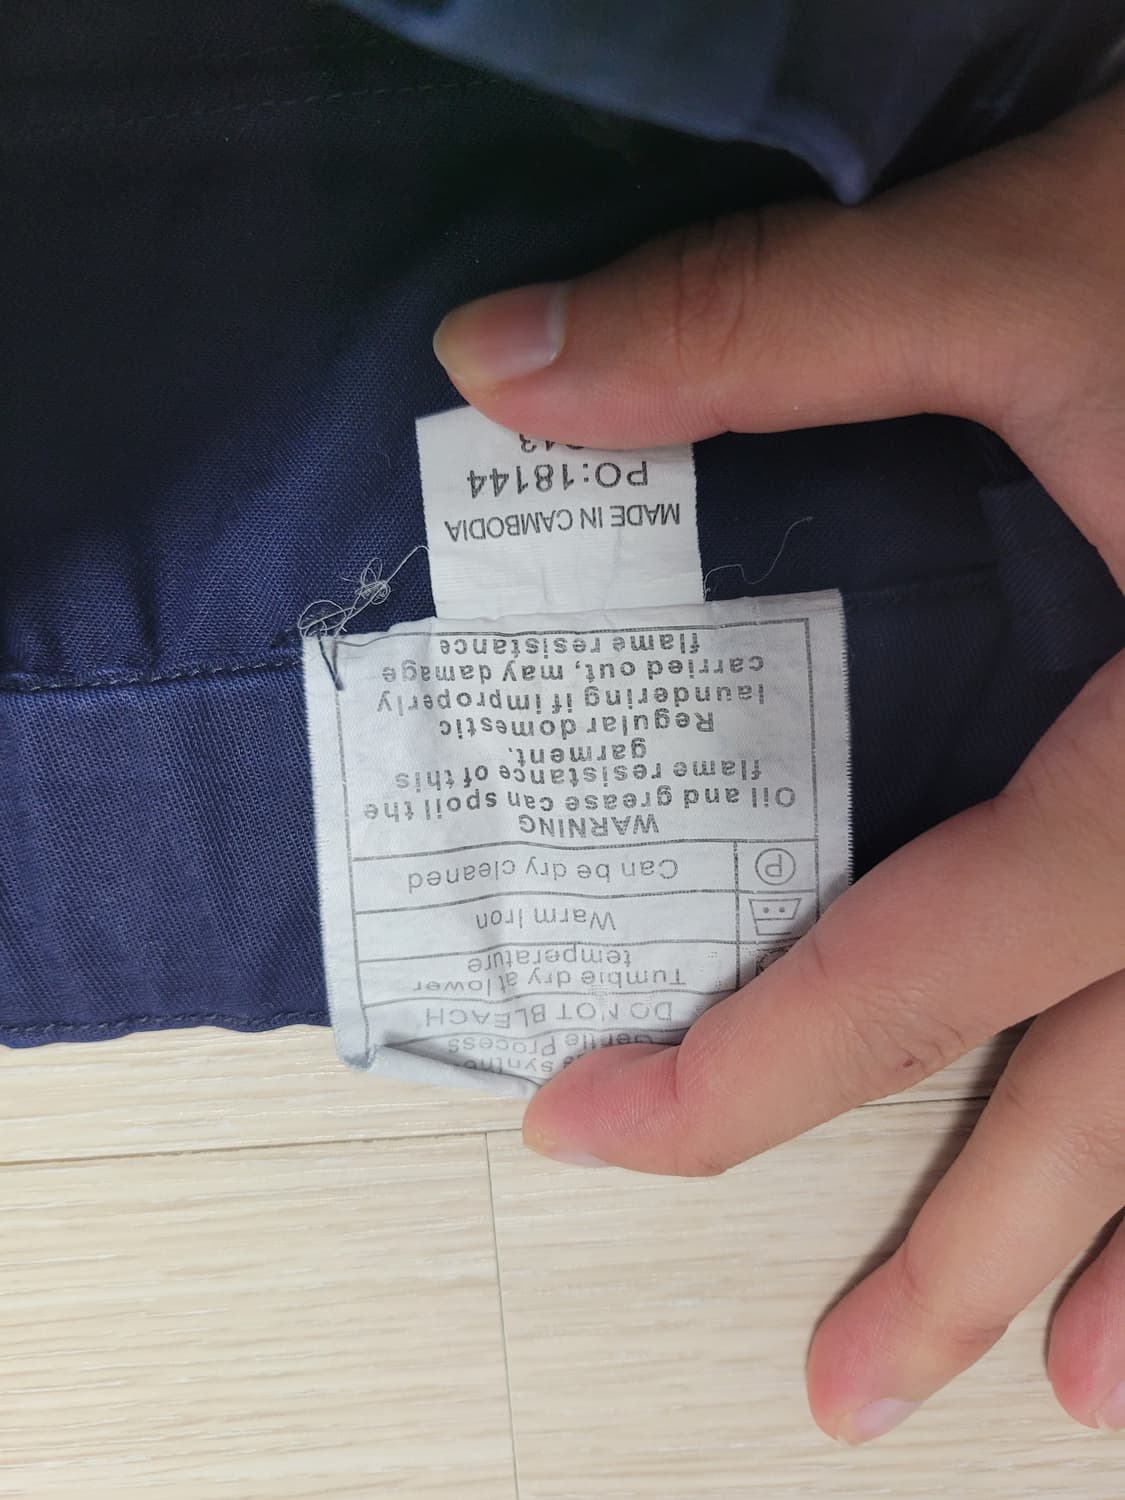 Gentle Process
DO NOT BLEACH
Tumble dry at lower
temperature
Warm Iron
P Can be dry cleaned
WARNING
Oil and grease can spoil the
flame resistance of this
garment.
Regular domestic
laundering if improperly
carried out, may damage
flame resistance
MADE IN CAMBODIA
PO:18144